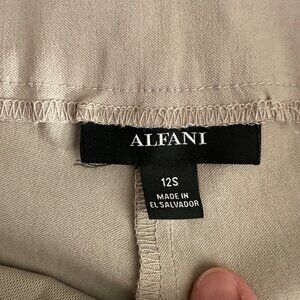 ALFANI
12S
MADE IN
EL SALVADOR